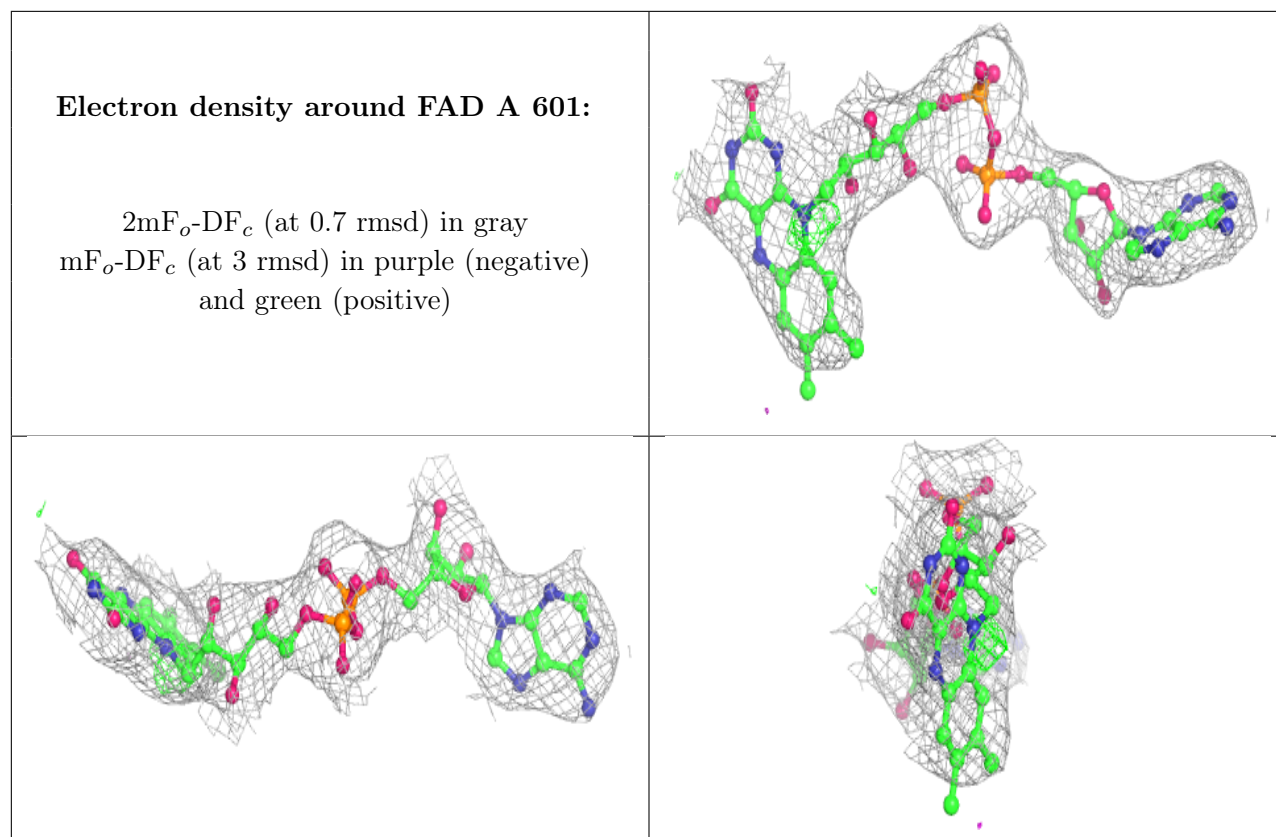 Electron density around FAD A 601:
2mFo-DFc (at 0.7 rmsd) in gray
mFo-DFc (at 3 rmsd) in purple (negative)
and green (positive)